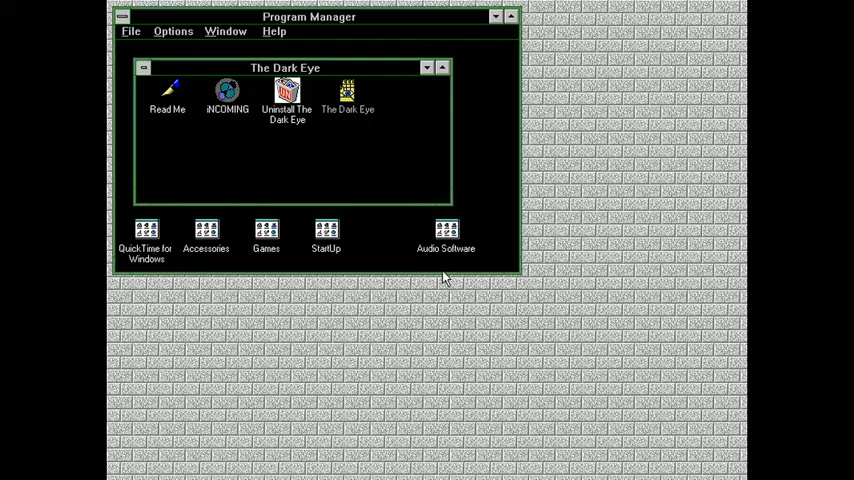 Program Manager
File Options Window Help
The Dark Eye
Read Me iNCOMING Uninstall The Dark Eye The Dark Eye
QuickTime for Windows Accessories Games StartUp Audio Software